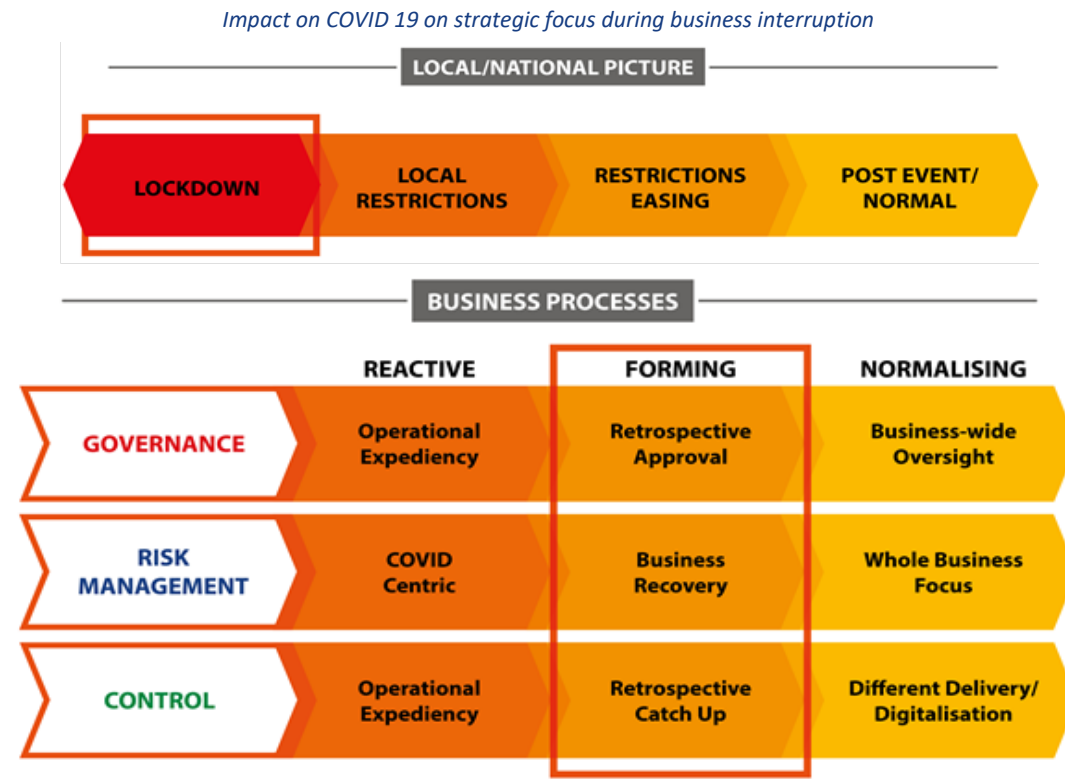 Impact on COVID 19 on strategic focus during business interruption
LOCAL/NATIONAL PICTURE
LOCKDOWN
LOCAL
RESTRICTIONS
RESTRICTIONS
EASING
POST EVENT/
NORMAL
BUSINESS PROCESSES
REACTIVE
FORMING
NORMALISING
GOVERNANCE
Operational
Expediency
Retrospective
Approval
Business-wide
Oversight
RISK
MANAGEMENT
COVID
Centric
Business
Recovery
Whole Business
Focus
CONTROL
Operational
Expediency
Retrospective
Catch Up
Different Delivery/
Digitalisation